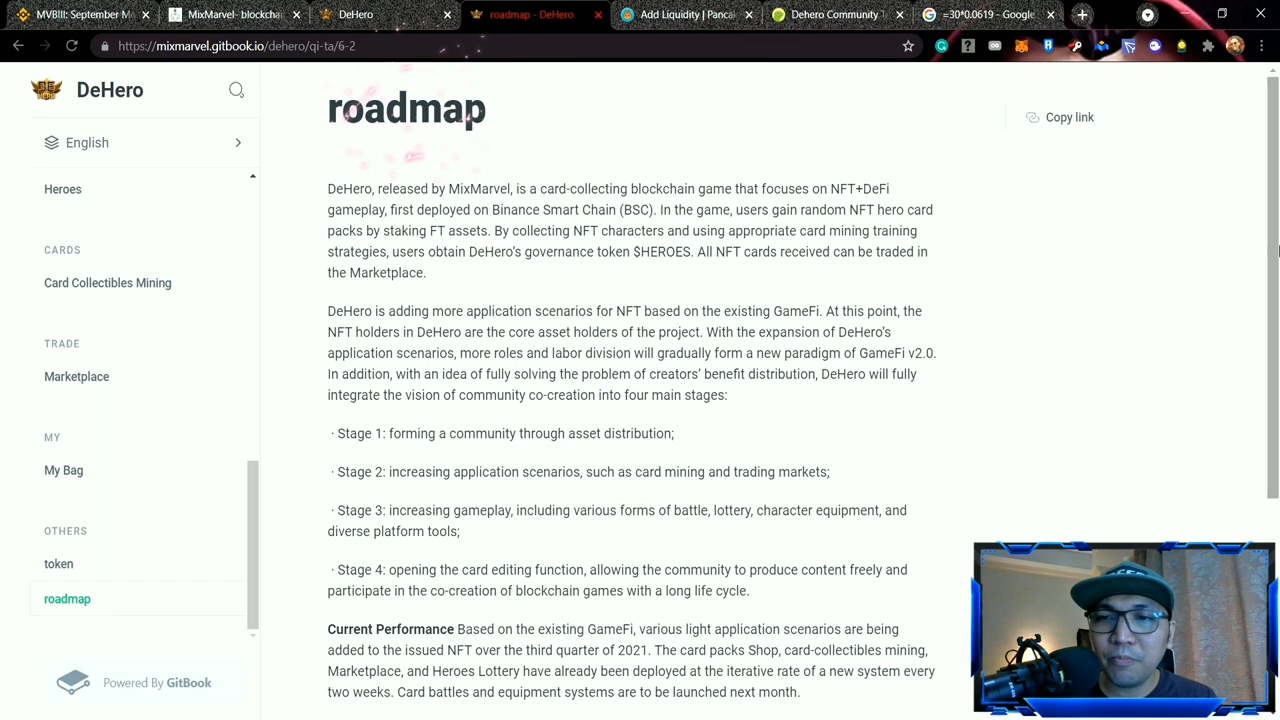 MVBIII: September M
MixMarvel- blockcha
DeHero
roadmap - DeHero
Add Liquidity | Panca
Dehero Community
=30*0.0619 - Google
https://mixmarvel.gitbook.io/dehero/qi-ta/6-2
DeHero
English
Heroes
CARDS
Card Collectibles Mining
TRADE
Marketplace
MY
My Bag
OTHERS
token
roadmap
Powered By GitBook
roadmap
Copy link
DeHero, released by MixMarvel, is a card-collecting blockchain game that focuses on NFT+DeFi
gameplay, first deployed on Binance Smart Chain (BSC). In the game, users gain random NFT hero card
packs by staking FT assets. By collecting NFT characters and using appropriate card mining training
strategies, users obtain DeHero’s governance token $HEROES. All NFT cards received can be traded in
the Marketplace.
DeHero is adding more application scenarios for NFT based on the existing GameFi. At this point, the
NFT holders in DeHero are the core asset holders of the project. With the expansion of DeHero’s
application scenarios, more roles and labor division will gradually form a new paradigm of GameFi v2.0.
In addition, with an idea of fully solving the problem of creators’ benefit distribution, DeHero will fully
integrate the vision of community co-creation into four main stages:
· Stage 1: forming a community through asset distribution;
· Stage 2: increasing application scenarios, such as card mining and trading markets;
· Stage 3: increasing gameplay, including various forms of battle, lottery, character equipment, and
diverse platform tools;
· Stage 4: opening the card editing function, allowing the community to produce content freely and
participate in the co-creation of blockchain games with a long life cycle.
Current Performance Based on the existing GameFi, various light application scenarios are being
added to the issued NFT over the third quarter of 2021. The card packs Shop, card-collectibles mining,
Marketplace, and Heroes Lottery have already been deployed at the iterative rate of a new system every
two weeks. Card battles and equipment systems are to be launched next month.